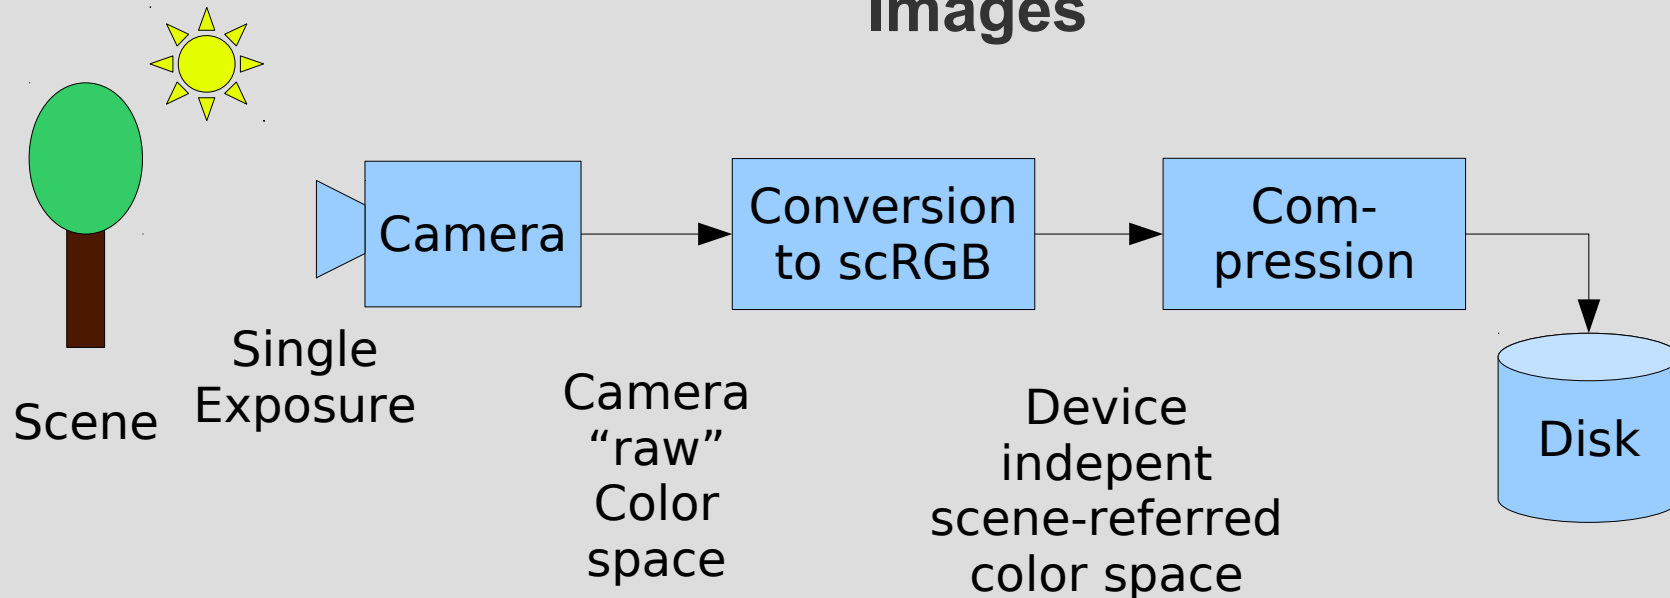 Images
Camera
Conversion
to scRGB
Com-
pression
Single
Exposure
Scene
Camera
“raw”
Color
space
Device
indepent
scene-referred
color space
Disk